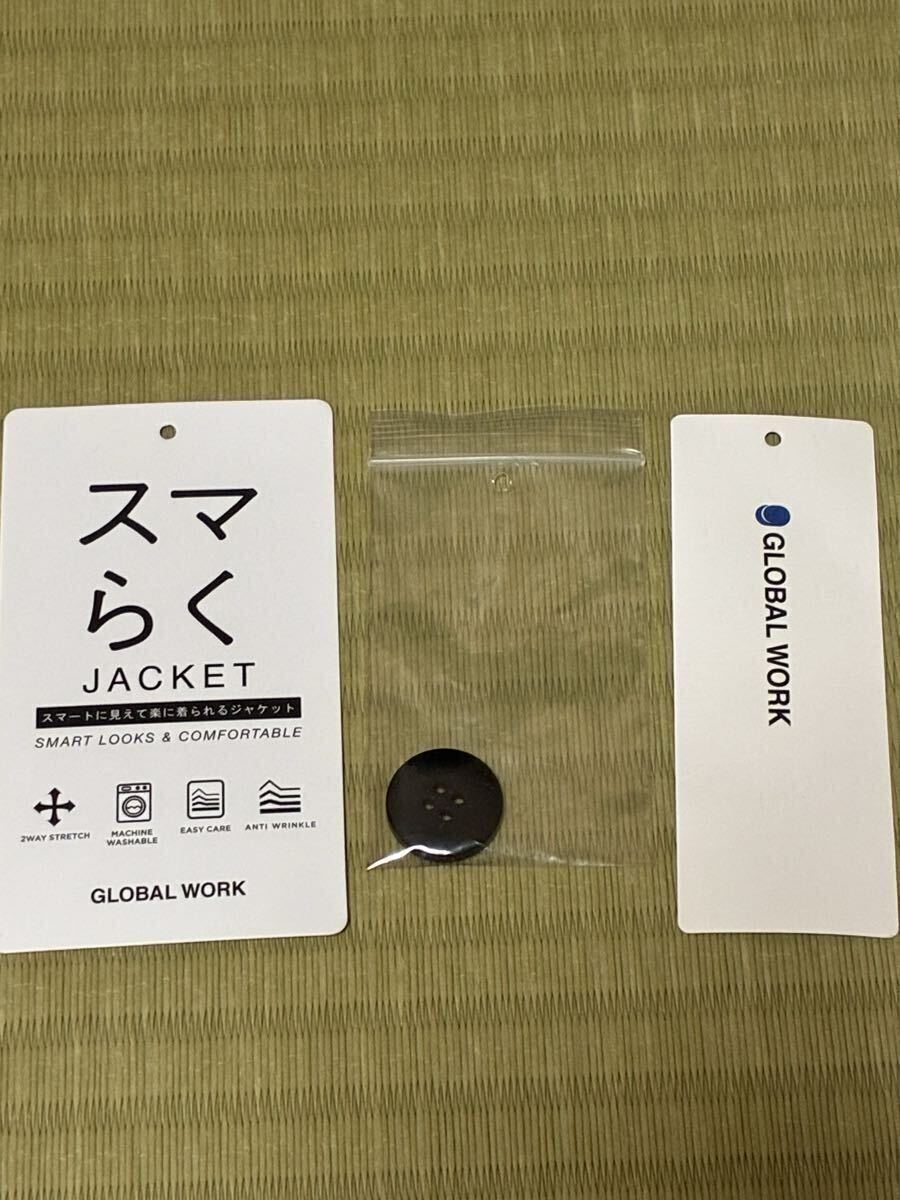 スマ
らく
JACKET
スマートに見えて楽に着られるジャケット
SMART LOOKS & COMFORTABLE
2WAY STRETCH
MACHINE
WASHABLE
EASY CARE
ANTI WRINKLE
GLOBAL WORK
GLOBAL WORK